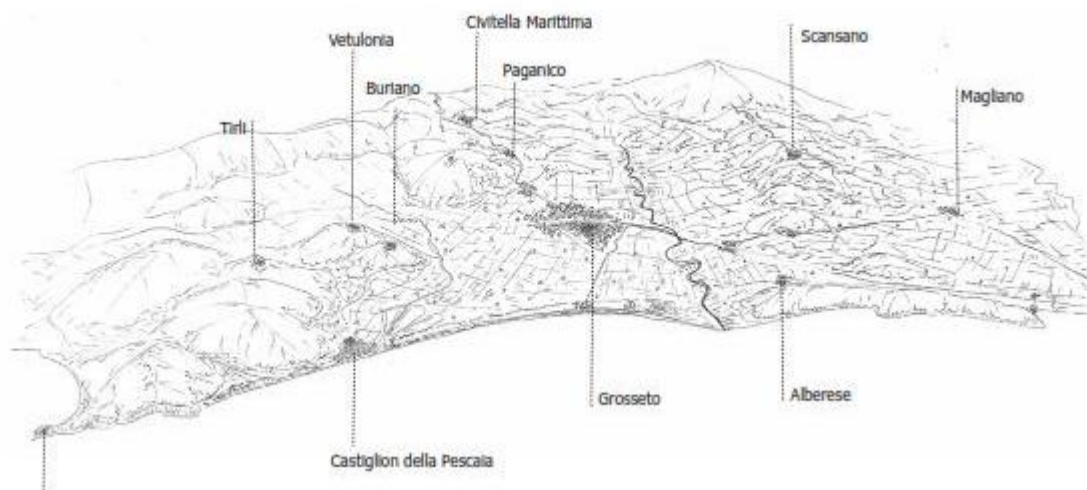 Civitella Marittima
Scansano
Vetulonia
Paganico
Buriano
Magliano
Tirli
Grosseto
Alberese
Castiglion della Pescaia